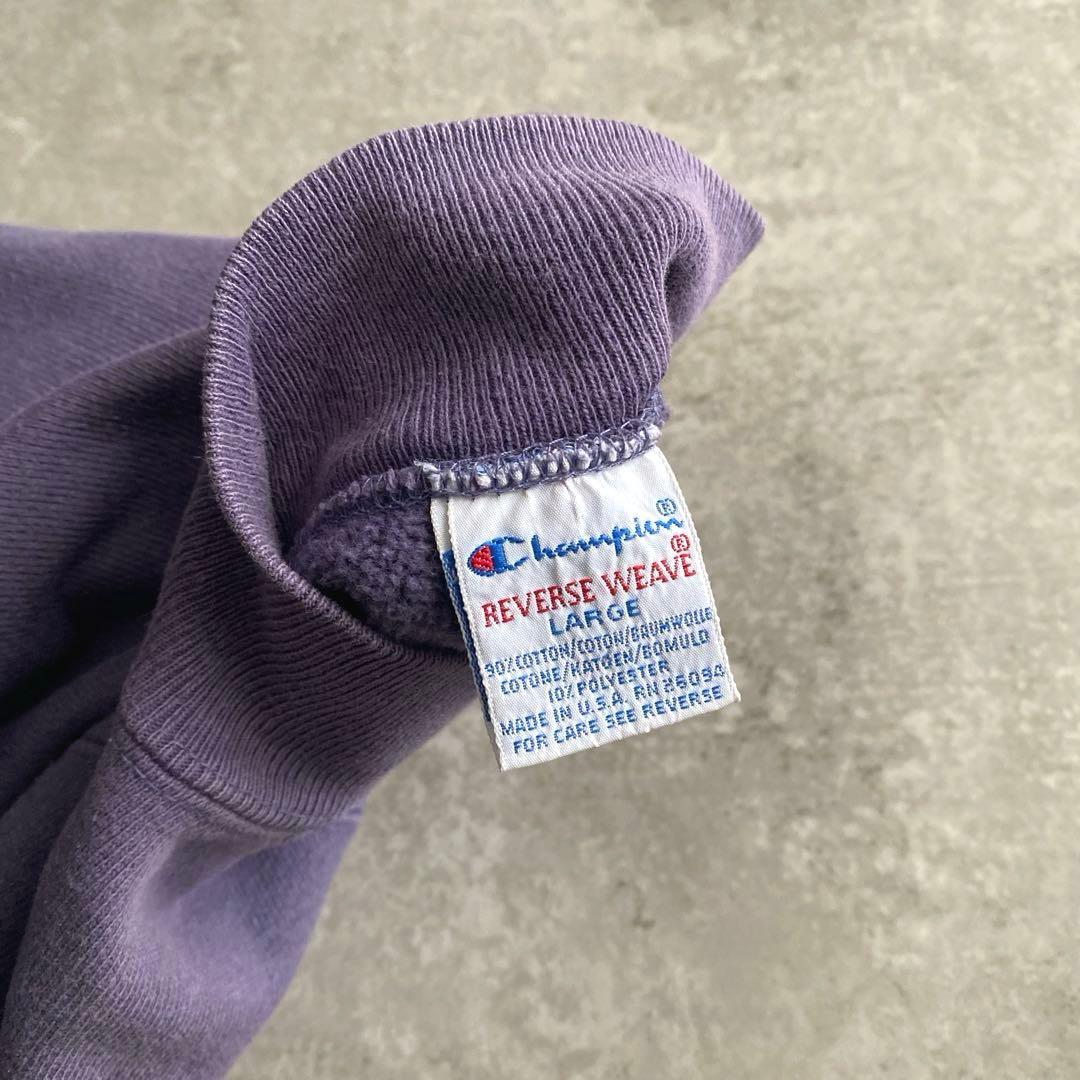 Champion®
REVERSE WEAVE®
LARGE
90% COTTON/COTON/BAUMWOLLE
COTONE/KATOEN/BOMULD
10% POLYESTER
MADE IN U.S.A. RN 26094
FOR CARE SEE REVERSE